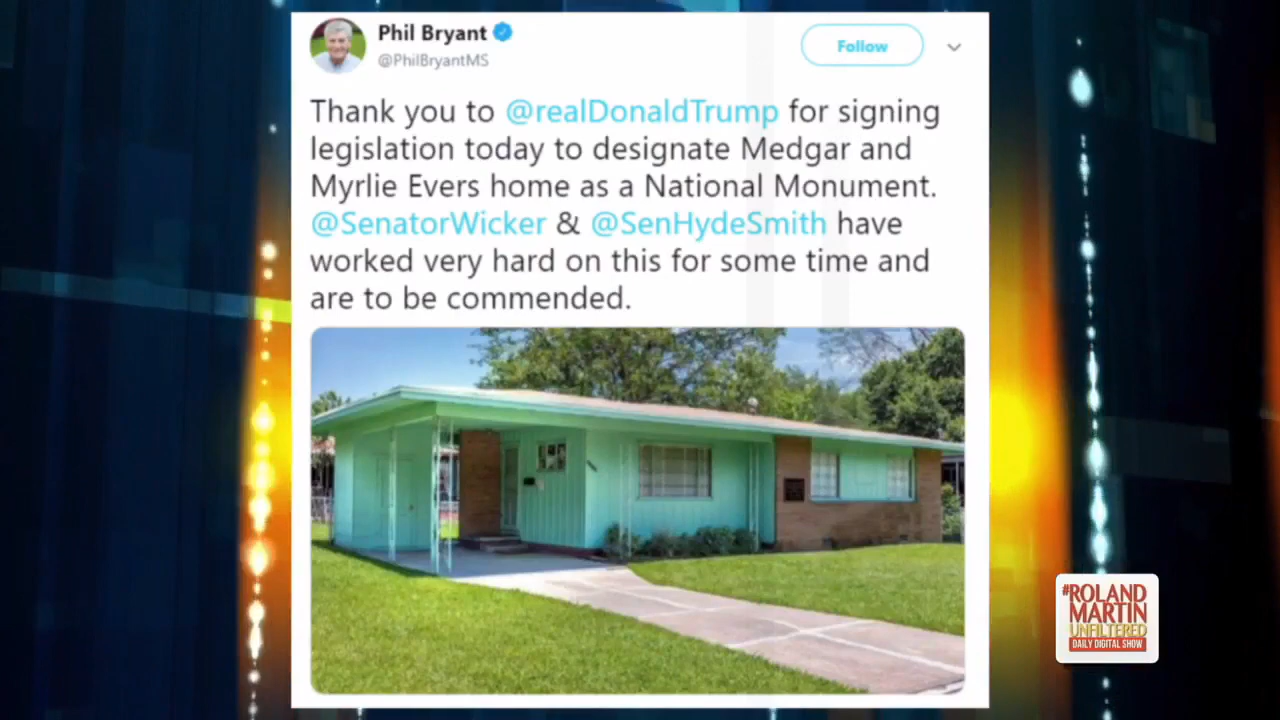 Phil Bryant
@PhilBryantMS
Follow
Thank you to @realDonaldTrump for signing
legislation today to designate Medgar and
Myrlie Evers home as a National Monument.
@SenatorWicker & @SenHydeSmith have
worked very hard on this for some time and
are to be commended.
#ROLAND
MARTIN
UNFILTERED
DAILY DIGITAL SHOW